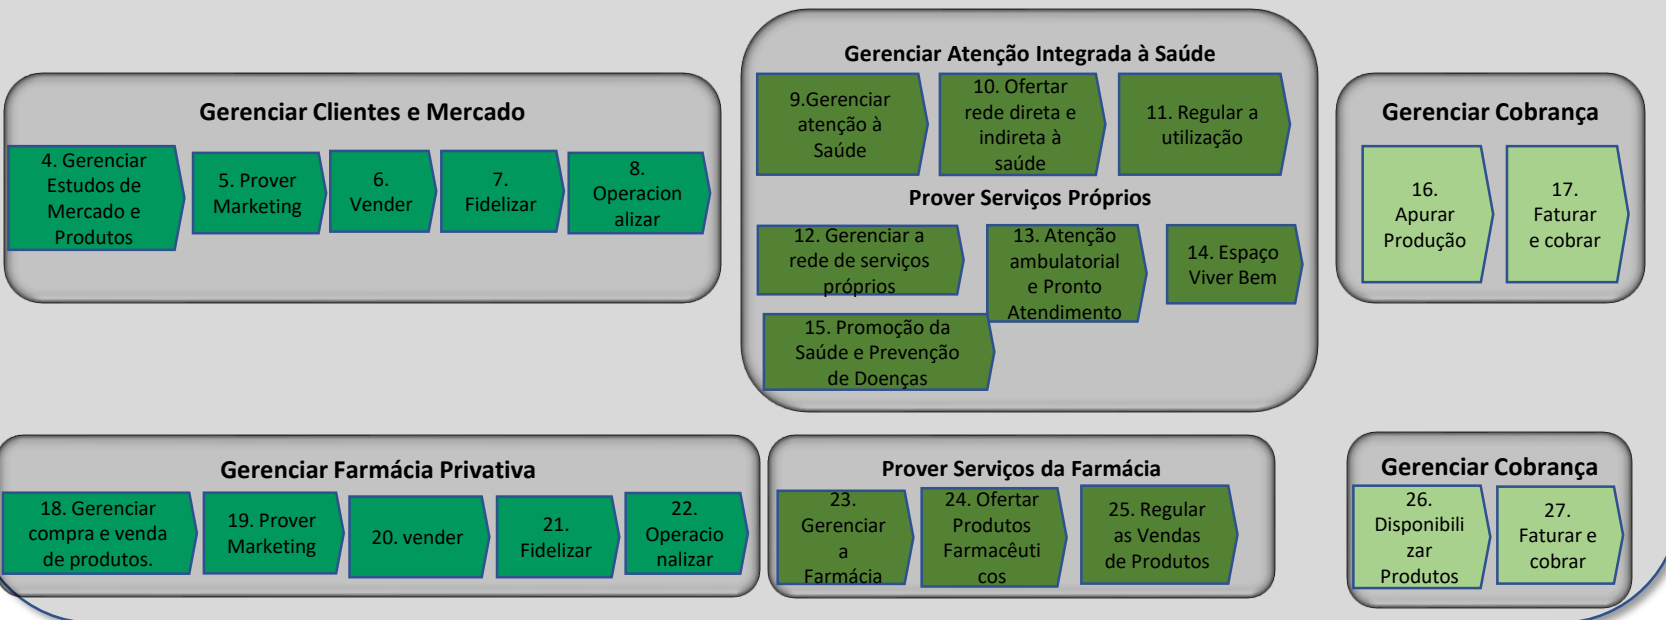 Gerenciar Clientes e Mercado
4. Gerenciar
Estudos de
Mercado e
Produtos
5. Prover
Marketing
6.
Vender
7.
Fidelizar
8.
Operacion
alizar
Gerenciar Atenção Integrada à Saúde
9.Gerenciar
atenção à
Saúde
10. Ofertar
rede direta e
indireta à
saúde
11. Regular a
utilização
Prover Serviços Próprios
12. Gerenciar a
rede de serviços
próprios
13. Atenção
ambulatorial
e Pronto
Atendimento
14. Espaço
Viver Bem
15. Promoção da
Saúde e Prevenção
de Doenças
Gerenciar Cobrança
16.
Apurar
Produção
17.
Faturar
e cobrar
Gerenciar Farmácia Privativa
18. Gerenciar
compra e venda
de produtos.
19. Prover
Marketing
20. vender
21.
Fidelizar
22.
Operacio
nalizar
Prover Serviços da Farmácia
23.
Gerenciar
a
Farmácia
24. Ofertar
Produtos
Farmacêuti
cos
25. Regular
as Vendas
de Produtos
Gerenciar Cobrança
26.
Disponibili
zar
Produtos
27.
Faturar e
cobrar